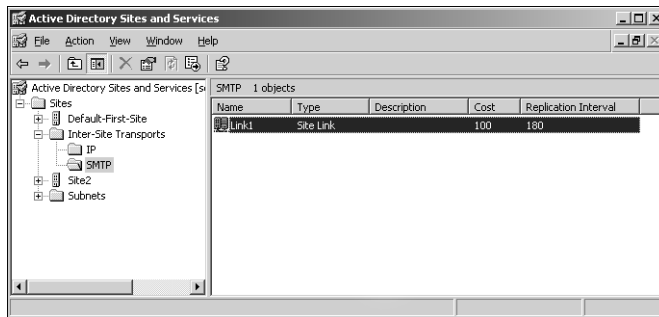 Active Directory Sites and Services
File Action View Window Help
Active Directory Sites and Services [s
Sites
Default-First-Site
Inter-Site Transports
IP
SMTP
Site2
Subnets
SMTP 1 objects
Name Type Description Cost Replication Interval
Link1 Site Link 100 180